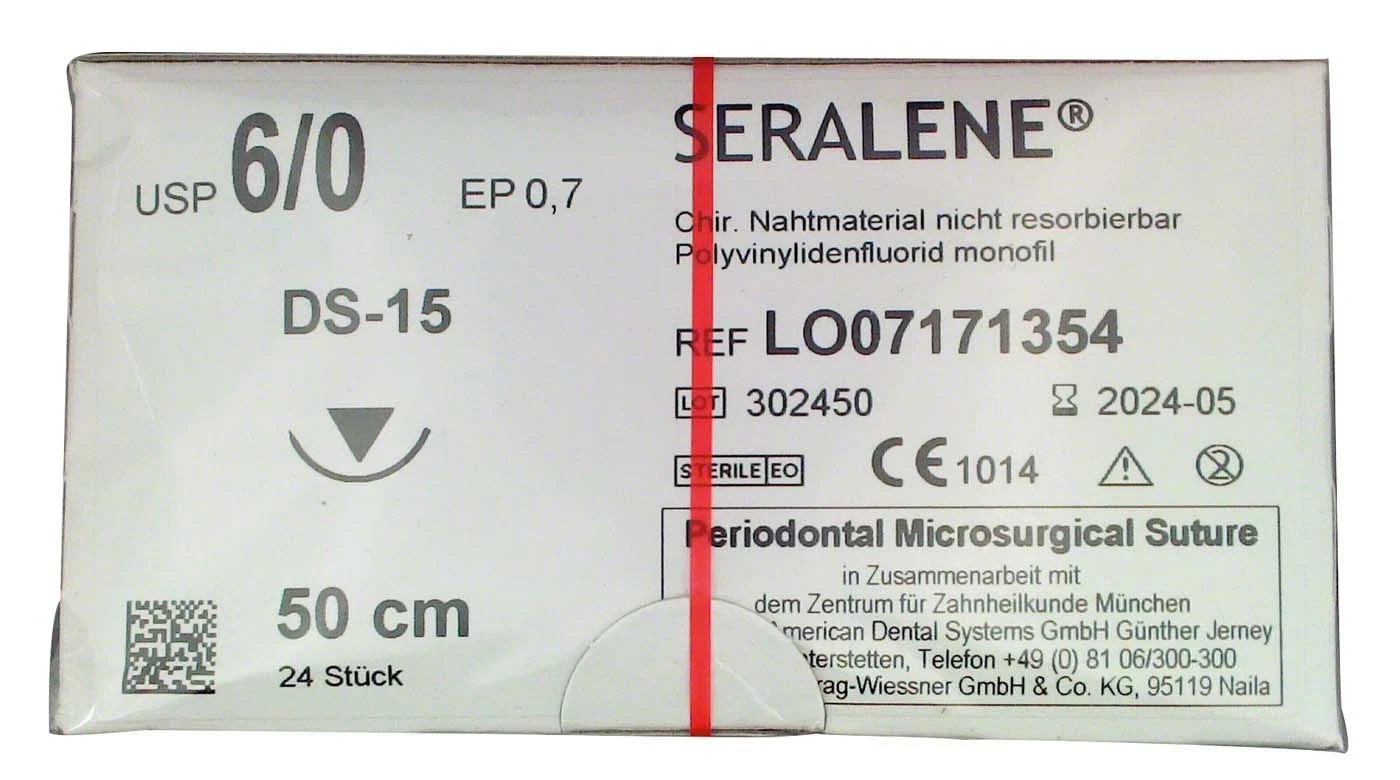 USP 6/0 EP 0,7
DS-15
50 cm
24 Stück
SERALENE®
Chir. Nahtmaterial nicht resorbierbar
Polyvinylidenfluorid monofil
REF LO07171354
LOT 302450 2024-05
STERILE EO CE 1014 2
Periodontal Microsurgical Suture
in Zusammenarbeit mit
dem Zentrum für Zahnheilkunde München
American Dental Systems GmbH Günther Jerney
Telefon +49 (0) 81 06/300-300
GmbH & Co. KG, 95119 Naila